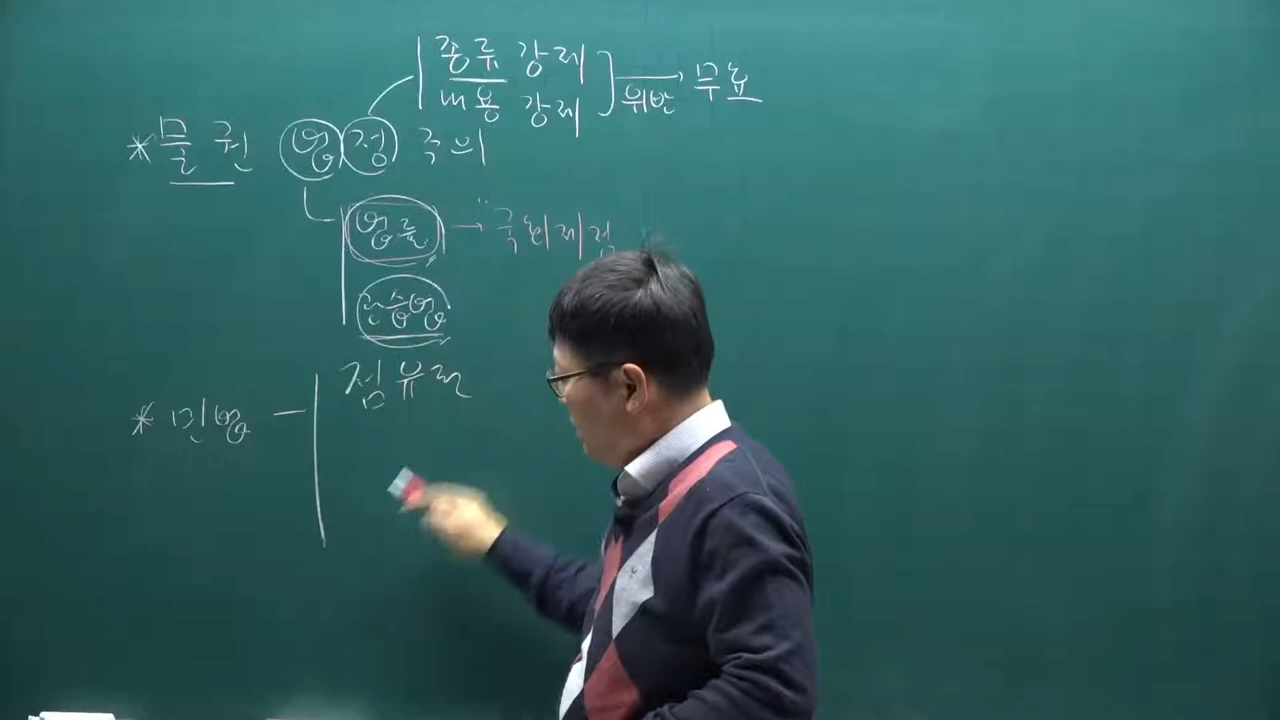 종류 강제
내용 강제 위반 → 무효
* 물권 법정 주의
법률 → 국회제정
관습법
* 민법 - 점유권